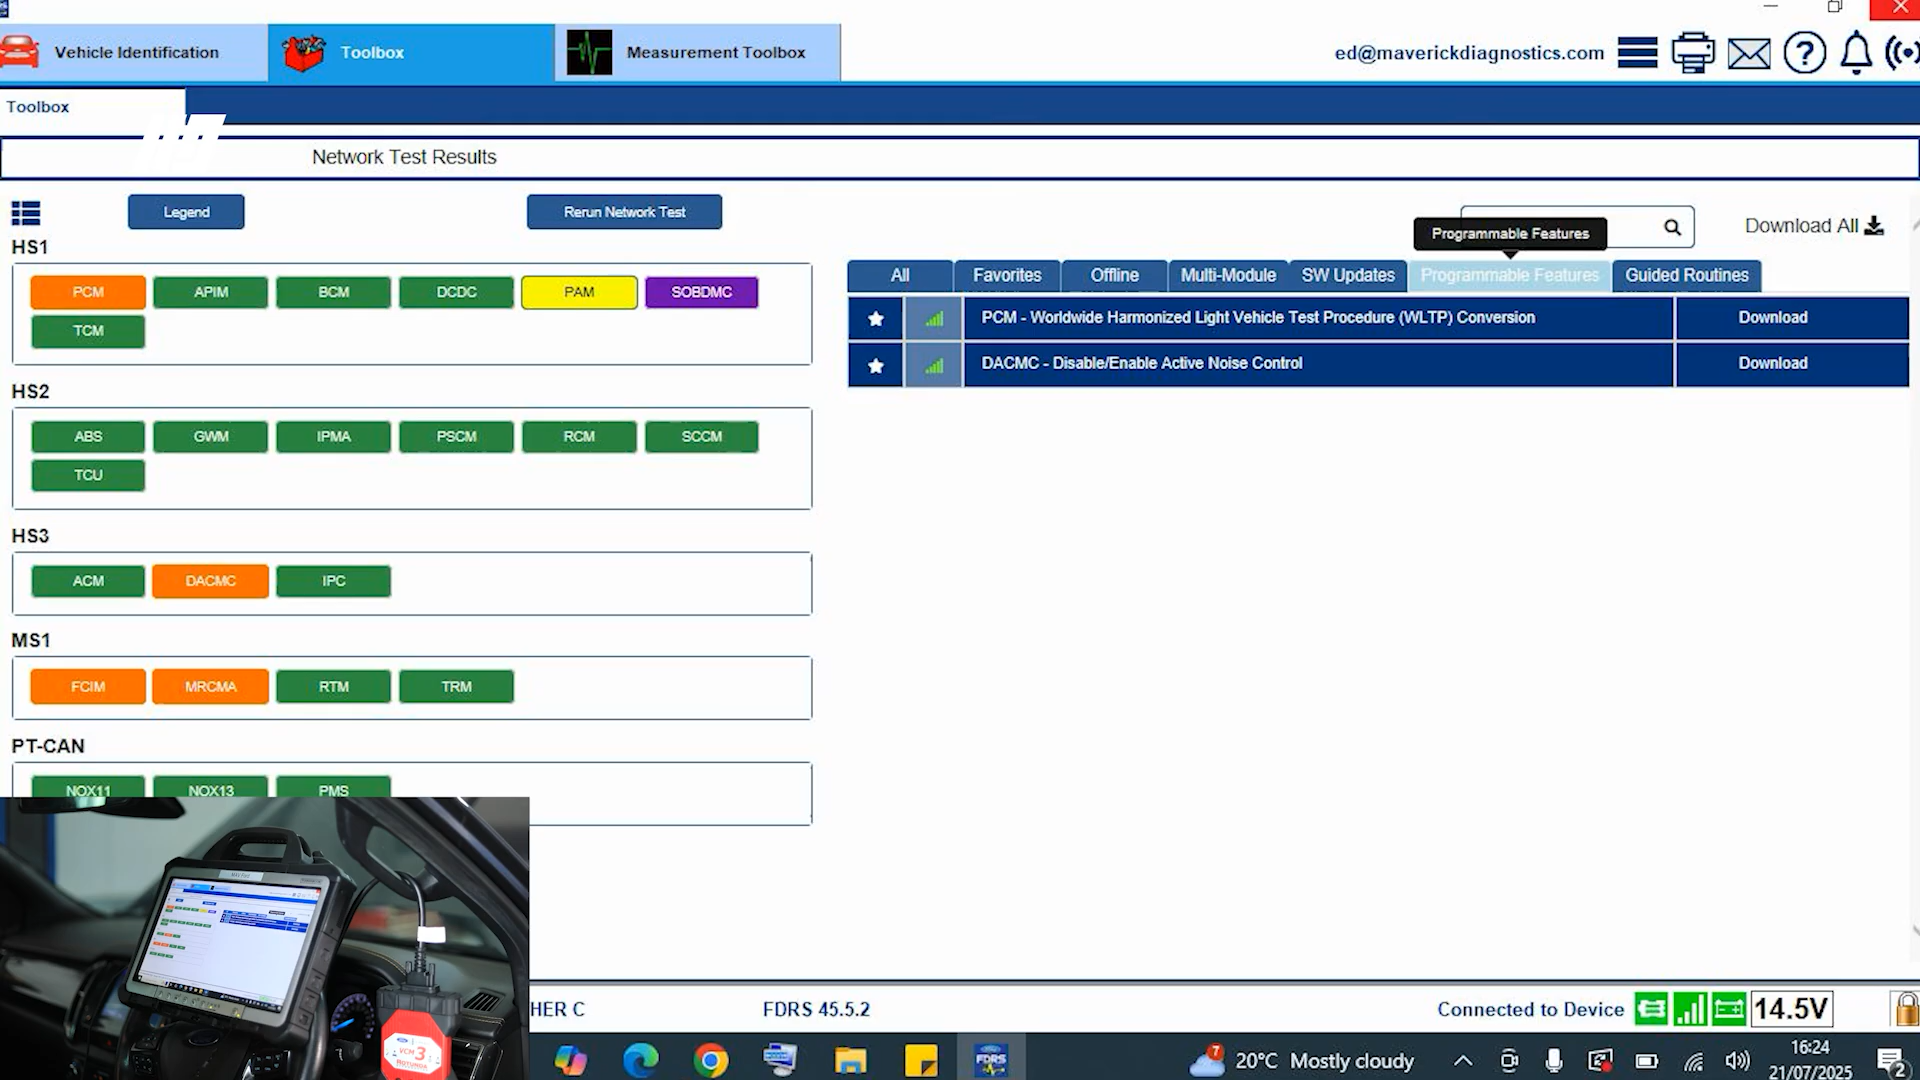 Vehicle Identification
Toolbox
Measurement Toolbox
ed@maverickdiagnostics.com
Toolbox
Network Test Results
Legend
Rerun Network Test
Programmable Features
Download All
HS1
PCM
APIM
BCM
DCDC
PAM
SOBDMC
TCM
All
Favorites
Offline
Multi-Module
SW Updates
Programmable Features
Guided Routines
PCM - Worldwide Harmonized Light Vehicle Test Procedure (WLTP) Conversion
Download
DACMC - Disable/Enable Active Noise Control
Download
HS2
ABS
GWM
IPMA
PSCM
RCM
SCCM
TCU
HS3
ACM
DACMC
IPC
MS1
FCIM
MRCMA
RTM
TRM
PT-CAN
NOX11
NOX13
PMS
HER C
FDRS 45.5.2
Connected to Device
14.5V
VCM3
ROTUNDA
FDRS
7
20°C Mostly cloudy
16:24
21/07/2025
2